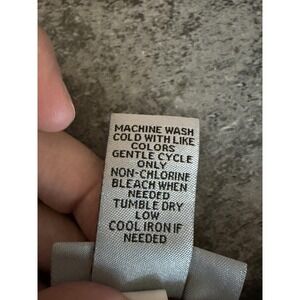 MACHINE WASH
COLD WITH LIKE
COLORS
GENTLE CYCLE
ONLY
NON-CHLORINE
BLEACH WHEN
NEEDED
TUMBLE DRY
LOW
COOL IRON IF
NEEDED